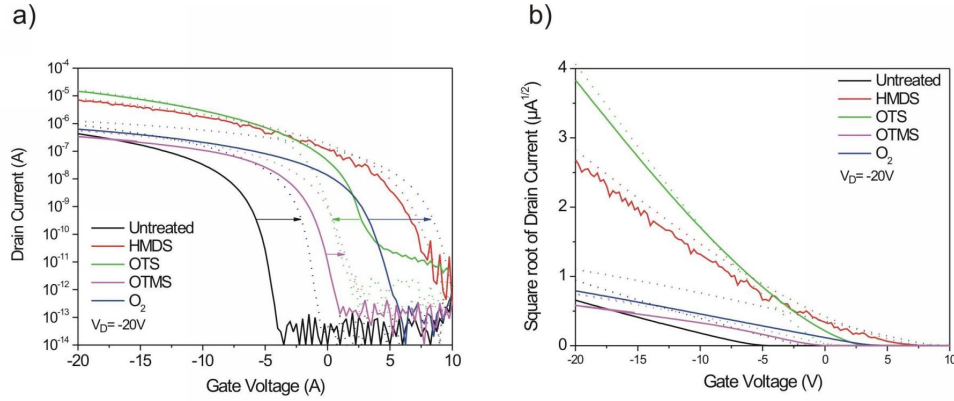 a)
10^-4
10^-5
10^-6
10^-7
10^-8
10^-9
10^-10
10^-11
10^-12
10^-13
10^-14
Drain Current (A)
Untreated
HMDS
OTS
OTMS
O₂
V_D= -20V
-20 -15 -10 -5 0 5 10
Gate Voltage (A)
b)
4
3
2
1
0
Square root of Drain Current (μA^1/2)
Untreated
HMDS
OTS
OTMS
O₂
V_D= -20V
-20 -15 -10 -5 0 5 10
Gate Voltage (V)